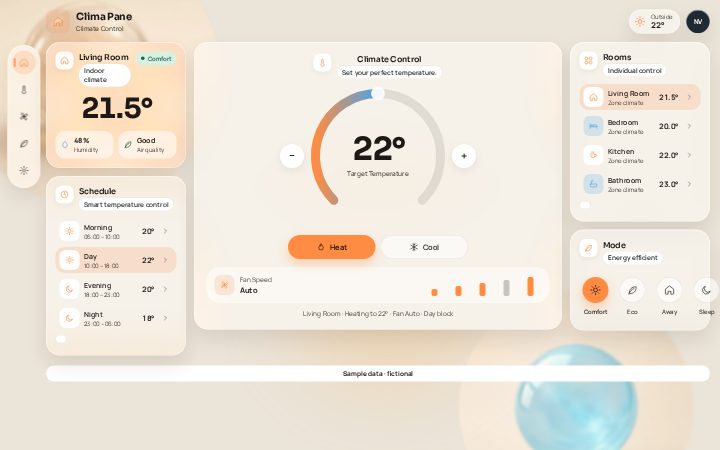 Clima Pane
Climate Control
Outside
22°
NV
Living Room
Comfort
Indoor
climate
21.5°
48%
Humidity
Good
Air quality
Schedule
Smart temperature control
Morning
06:00 – 10:00
20°
Day
10:00 – 18:00
22°
Evening
18:00 – 23:00
20°
Night
23:00 - 06:00
18°
Climate Control
Set your perfect temperature.
22°
Target Temperature
Heat
Cool
Fan Speed
Auto
Living Room · Heating to 22° · Fan Auto · Day block
Rooms
Individual control
Living Room
Zone climate
21.5°
Bedroom
Zone climate
20.0°
Kitchen
Zone climate
22.0°
Bathroom
Zone climate
23.0°
Mode
Energy efficient
Comfort
Eco
Away
Sleep
Sample data · fictional